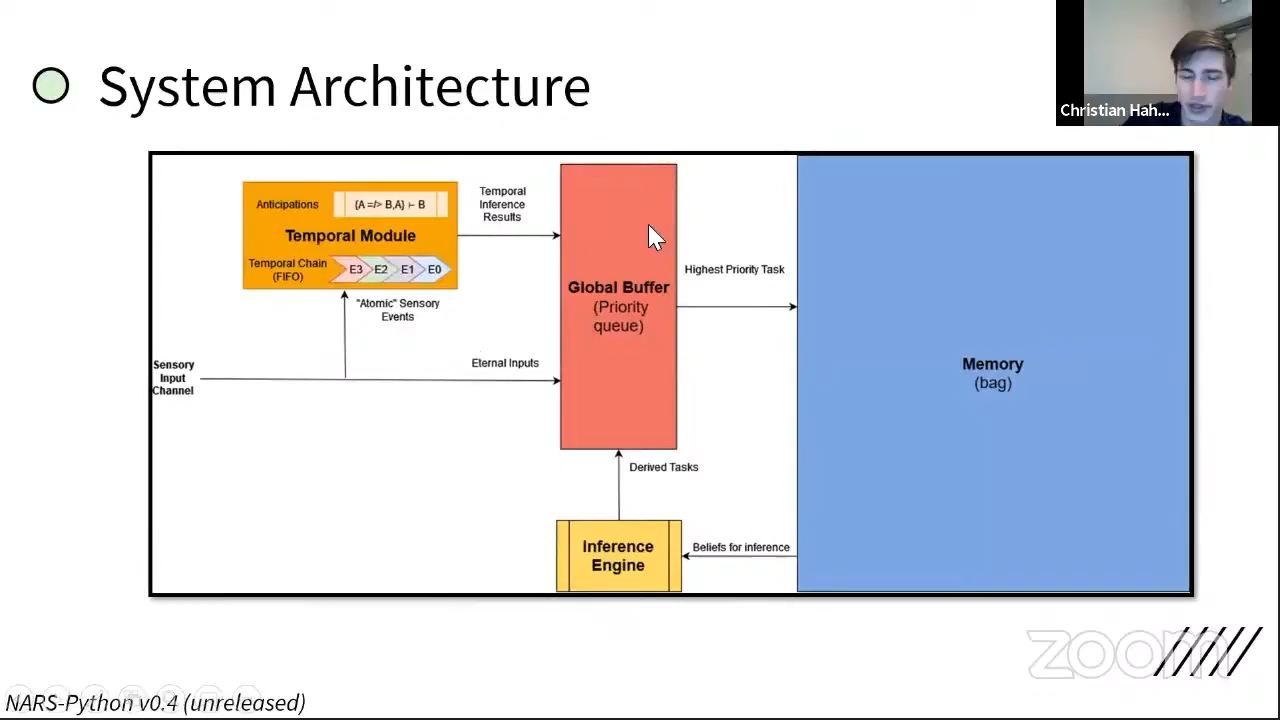 System Architecture
Christian Hah...
Anticipations
{A =/> B,A} ⊢ B
Temporal Module
Temporal Chain
(FIFO)
E3
E2
E1
E0
Temporal
Inference
Results
"Atomic" Sensory
Events
Sensory
Input
Channel
Eternal Inputs
Global Buffer
(Priority
queue)
Highest Priority Task
Memory
(bag)
Derived Tasks
Inference
Engine
Beliefs for inference
zoom
NARS-Python v0.4 (unreleased)